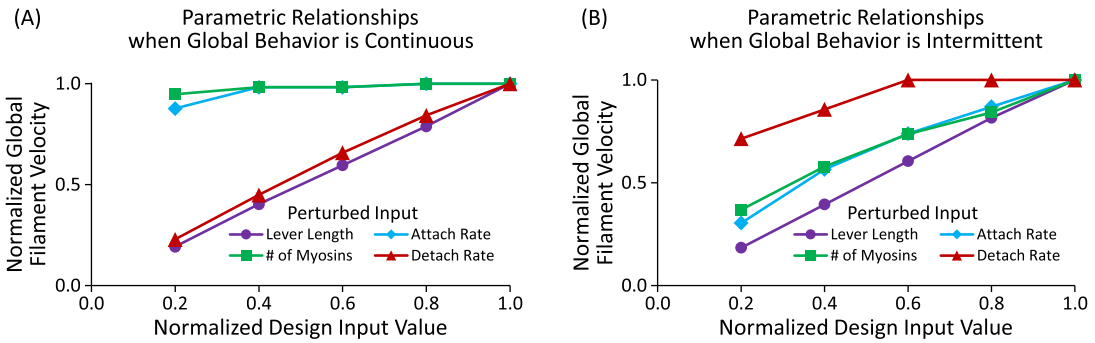 (A)
Parametric Relationships
when Global Behavior is Continuous
Normalized Global
Filament Velocity
1.0
0.5
0.0
Perturbed Input
Lever Length
Attach Rate
# of Myosins
Detach Rate
0.0 0.2 0.4 0.6 0.8 1.0
Normalized Design Input Value
(B)
Parametric Relationships
when Global Behavior is Intermittent
Normalized Global
Filament Velocity
1.0
0.5
0.0
Perturbed Input
Lever Length
Attach Rate
# of Myosins
Detach Rate
0.0 0.2 0.4 0.6 0.8 1.0
Normalized Design Input Value